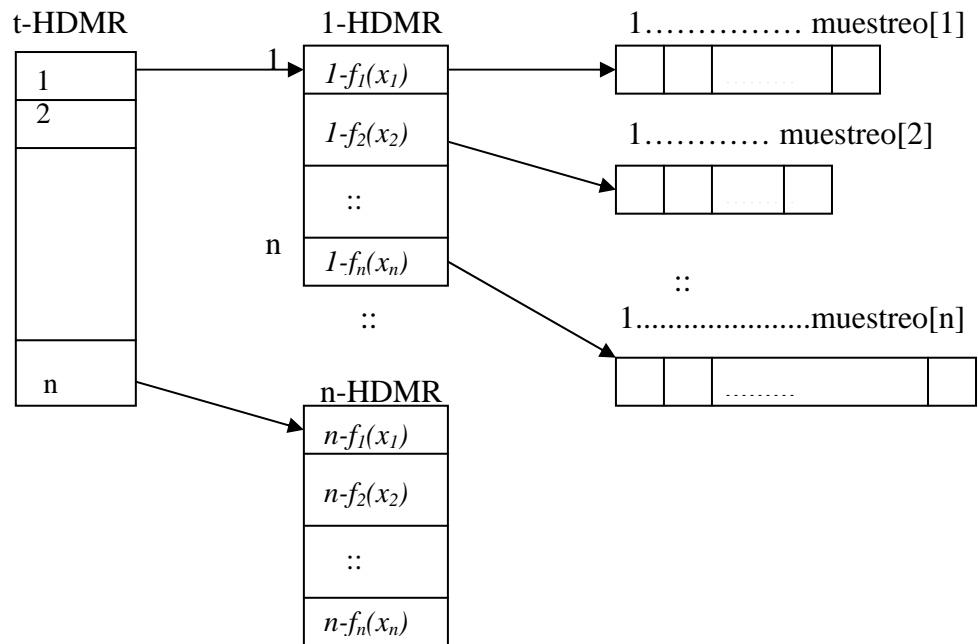 t-HDMR
1-HDMR
1…………… muestreo[1]
1
1
1-f1(x1)
.........
2
1-f2(x2)
1…………. muestreo[2]
.........
::
n
1-fn(xn)
::
::
1......................muestreo[n]
n
n-HDMR
.........
n-f1(x1)
n-f2(x2)
::
n-fn(xn)